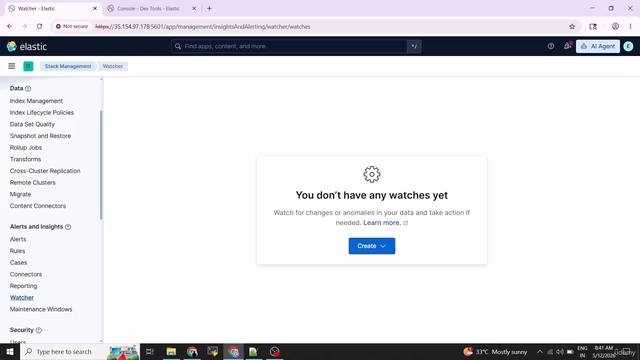 Watcher - Elastic
Console - Dev Tools - Elastic
Not secure
https://35.154.97.178:5601/app/management/insightsAndAlerting/watcher/watches
elastic
Find apps, content, and more.
AI Agent
E
D
Stack Management
Watcher
Data
Index Management
Index Lifecycle Policies
Data Set Quality
Snapshot and Restore
Rollup Jobs
Transforms
Cross-Cluster Replication
Remote Clusters
Migrate
Content Connectors
Alerts and Insights
Alerts
Rules
Cases
Connectors
Reporting
Watcher
Maintenance Windows
Security
Users
You don't have any watches yet
Watch for changes or anomalies in your data and take action if
needed. Learn more.
Create
Type here to search
33°C Mostly sunny
ENG
IN
8:41 AM